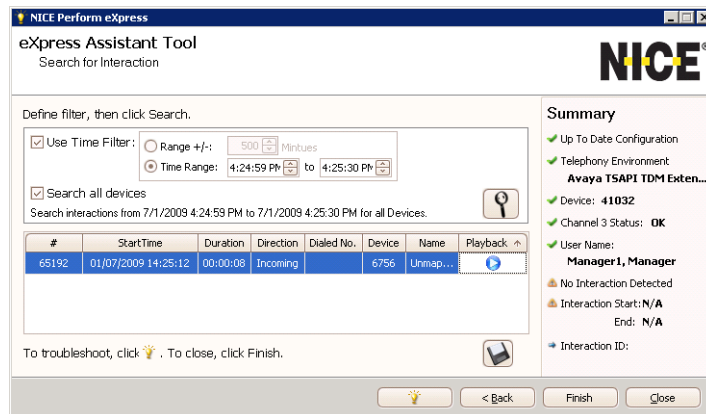 NICE Perform eXpress
eXpress Assistant Tool
Search for Interaction
NICE®
Define filter, then click Search.
Use Time Filter:
Range +/-: 500 Mintues
Time Range: 4:24:59 PM to 4:25:30 PM
Search all devices
Search interactions from 7/1/2009 4:24:59 PM to 7/1/2009 4:25:30 PM for all Devices.
# StartTime Duration Direction Dialed No. Device Name Playback
65192 01/07/2009 14:25:12 00:00:08 Incoming 6756 Unmap...
To troubleshoot, click . To close, click Finish.
Summary
Up To Date Configuration
Telephony Environment
Avaya TSAPI TDM Exten...
Device: 41032
Channel 3 Status: OK
User Name:
Manager1, Manager
No Interaction Detected
Interaction Start: N/A
End: N/A
Interaction ID:
< Back Finish Close